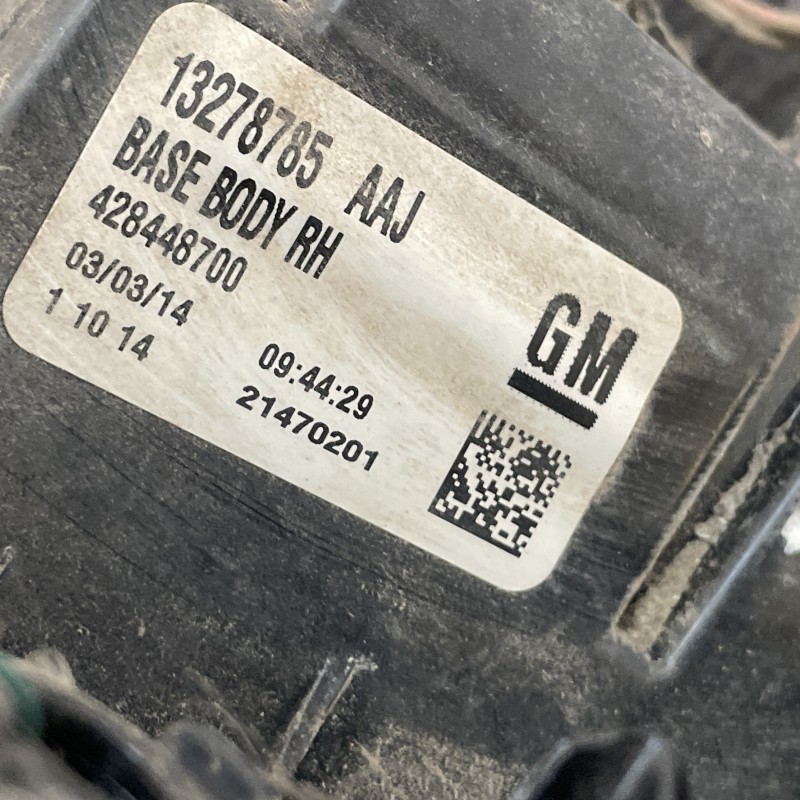 13278785 AAJ
BASE BODY RH
428448700
03/03/14 09:44:29
1 10 14 21470201
GM